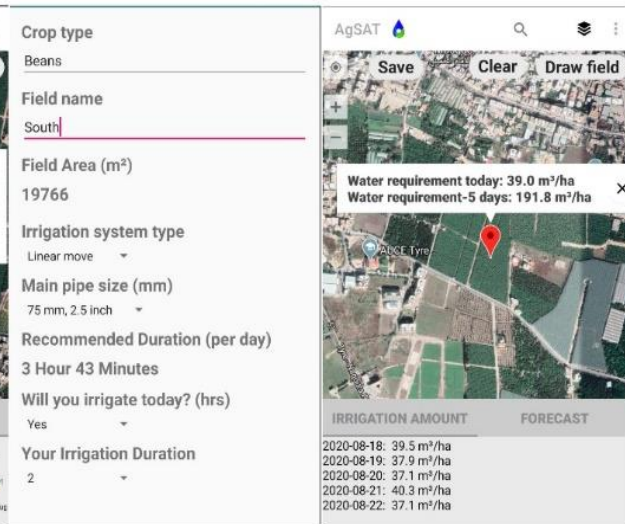 Crop type
Beans
Field name
South
Field Area (m²)
19766
Irrigation system type
Linear move
Main pipe size (mm)
75 mm, 2.5 inch
Recommended Duration (per day)
3 Hour 43 Minutes
Will you irrigate today? (hrs)
Yes
Your Irrigation Duration
2
AgSAT
Save Clear Draw field
+
−
Water requirement today: 39.0 m³/ha
Water requirement-5 days: 191.8 m³/ha
ALCE Tyre
IRRIGATION AMOUNT FORECAST
2020-08-18: 39.5 m³/ha
2020-08-19: 37.9 m³/ha
2020-08-20: 37.1 m³/ha
2020-08-21: 40.3 m³/ha
2020-08-22: 37.1 m³/ha